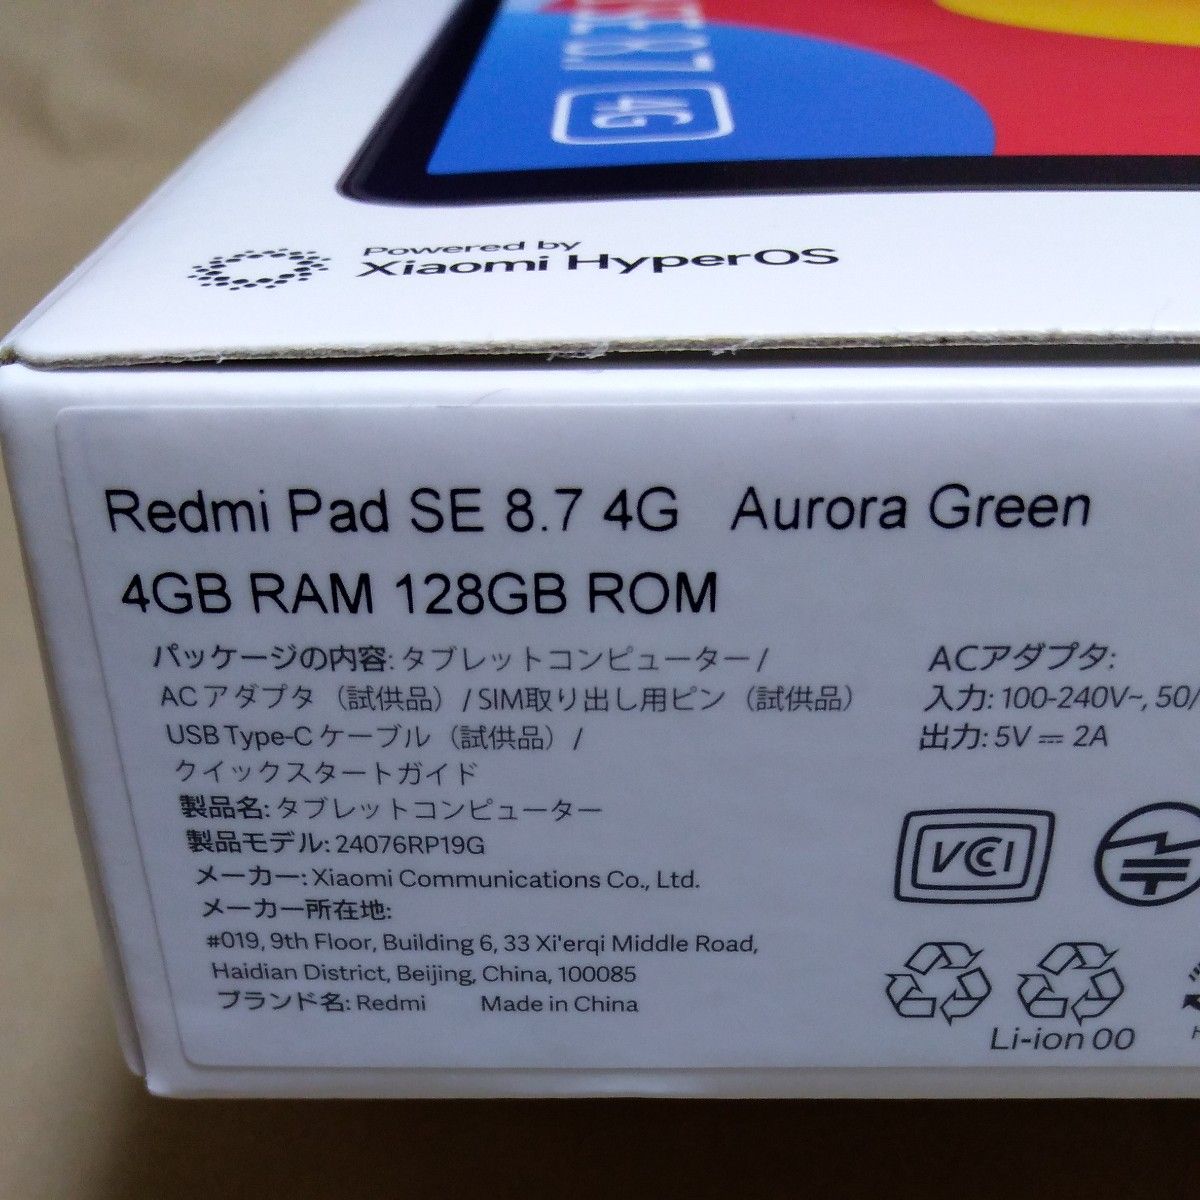 SE 8.7
4G
Powered by
Xiaomi HyperOS
Redmi Pad SE 8.7 4G Aurora Green
4GB RAM 128GB ROM
パッケージの内容: タブレットコンピューター /
ACアダプタ（試供品）/ SIM取り出し用ピン（試供品）
USB Type-C ケーブル（試供品）/
クイックスタートガイド
製品名: タブレットコンピューター
製品モデル: 24076RP19G
メーカー: Xiaomi Communications Co., Ltd.
メーカー所在地:
#019, 9th Floor, Building 6, 33 Xi'erqi Middle Road,
Haidian District, Beijing, China, 100085
ブランド名: Redmi Made in China
ACアダプタ:
入力: 100-240V~, 50/
出力: 5V ⎓ 2A
VCCI
Li-ion 00